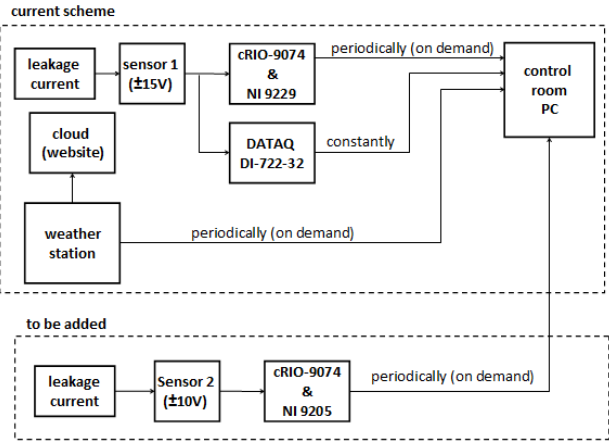 current scheme
leakage
current
sensor 1
(±15V)
cRIO-9074
&
NI 9229
periodically (on demand)
control
room
PC
cloud
(website)
DATAQ
DI-722-32
constantly
weather
station
periodically (on demand)
to be added
leakage
current
Sensor 2
(±10V)
cRIO-9074
&
NI 9205
periodically (on demand)